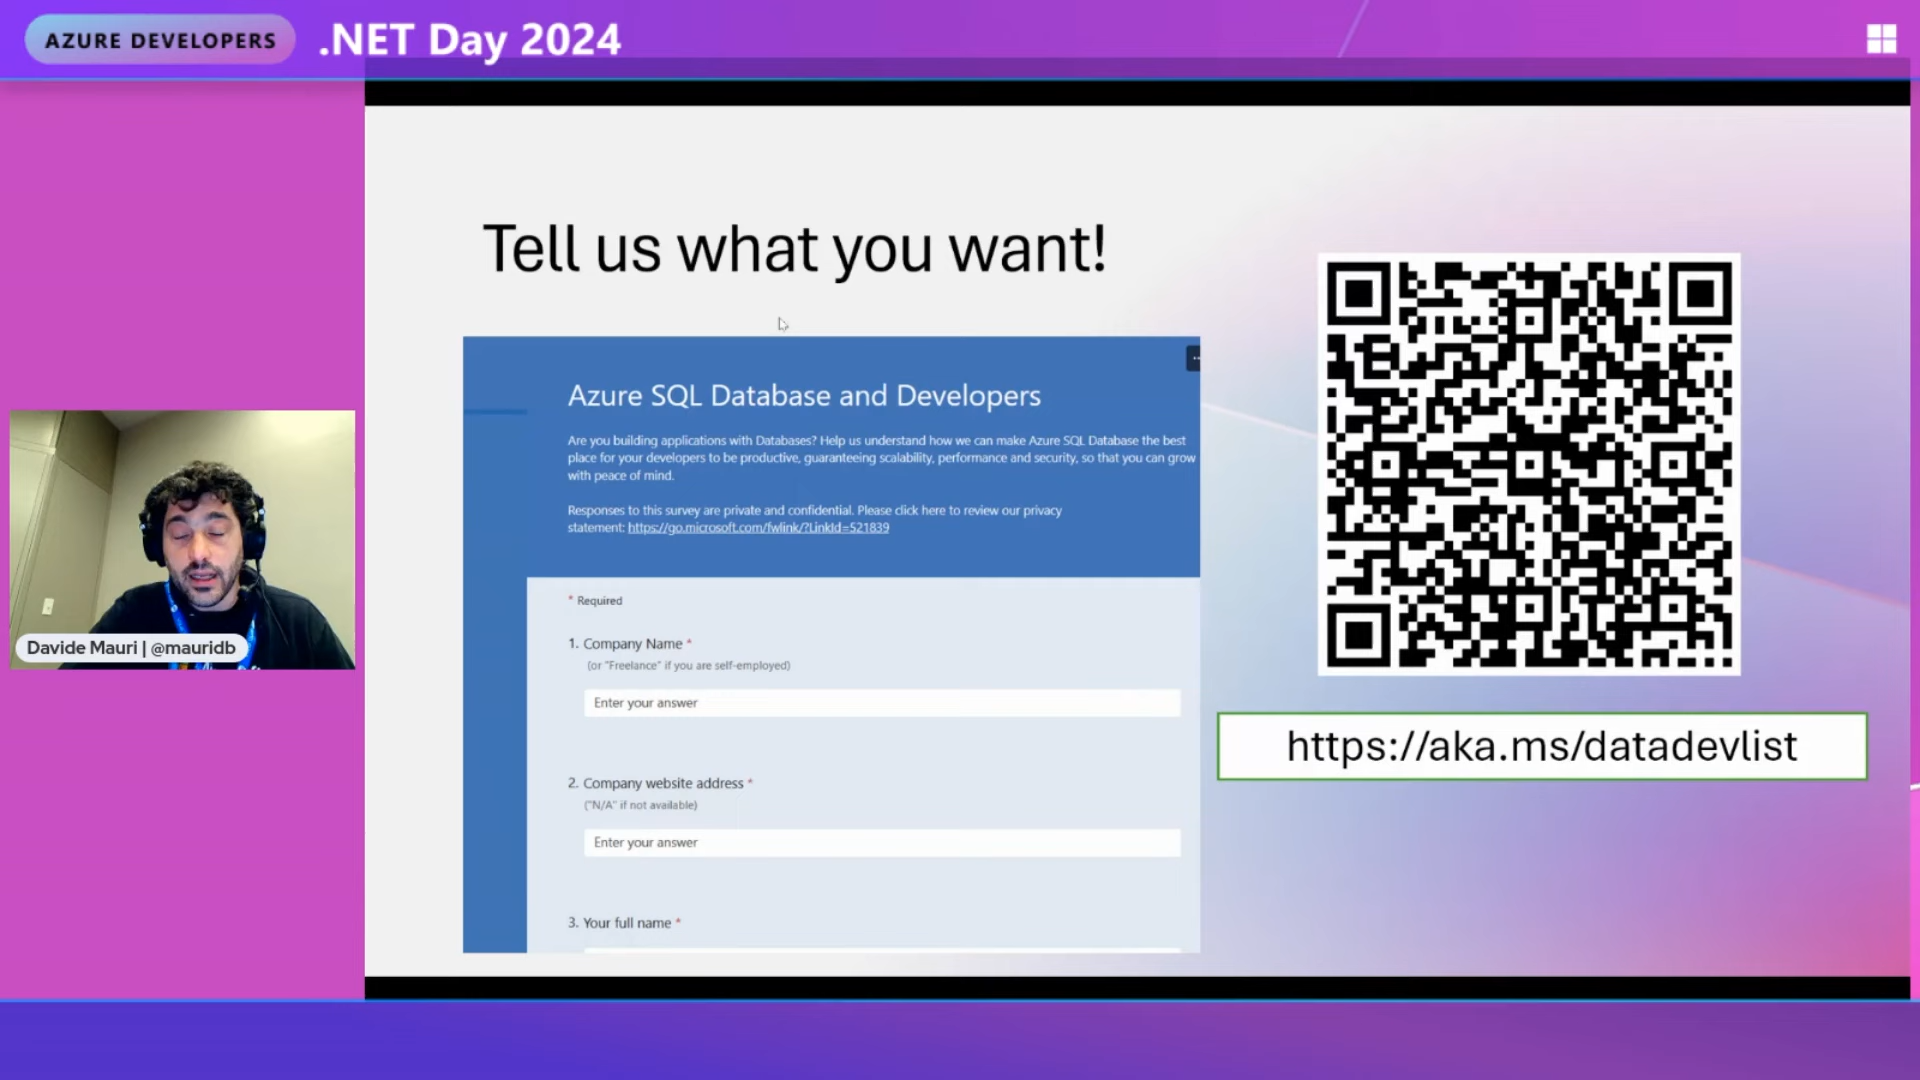 AZURE DEVELOPERS
.NET Day 2024
Tell us what you want!
Azure SQL Database and Developers
Are you building applications with Databases? Help us understand how we can make Azure SQL Database the best
place for your developers to be productive, guaranteeing scalability, performance and security, so that you can grow
with peace of mind.
Responses to this survey are private and confidential. Please click here to review our privacy
statement: https://go.microsoft.com/fwlink/?LinkId=521839
* Required
1. Company Name *
(or "Freelance" if you are self-employed)
Enter your answer
2. Company website address *
("N/A" if not available)
Enter your answer
3. Your full name *
https://aka.ms/datadevlist
Davide Mauri | @mauridb